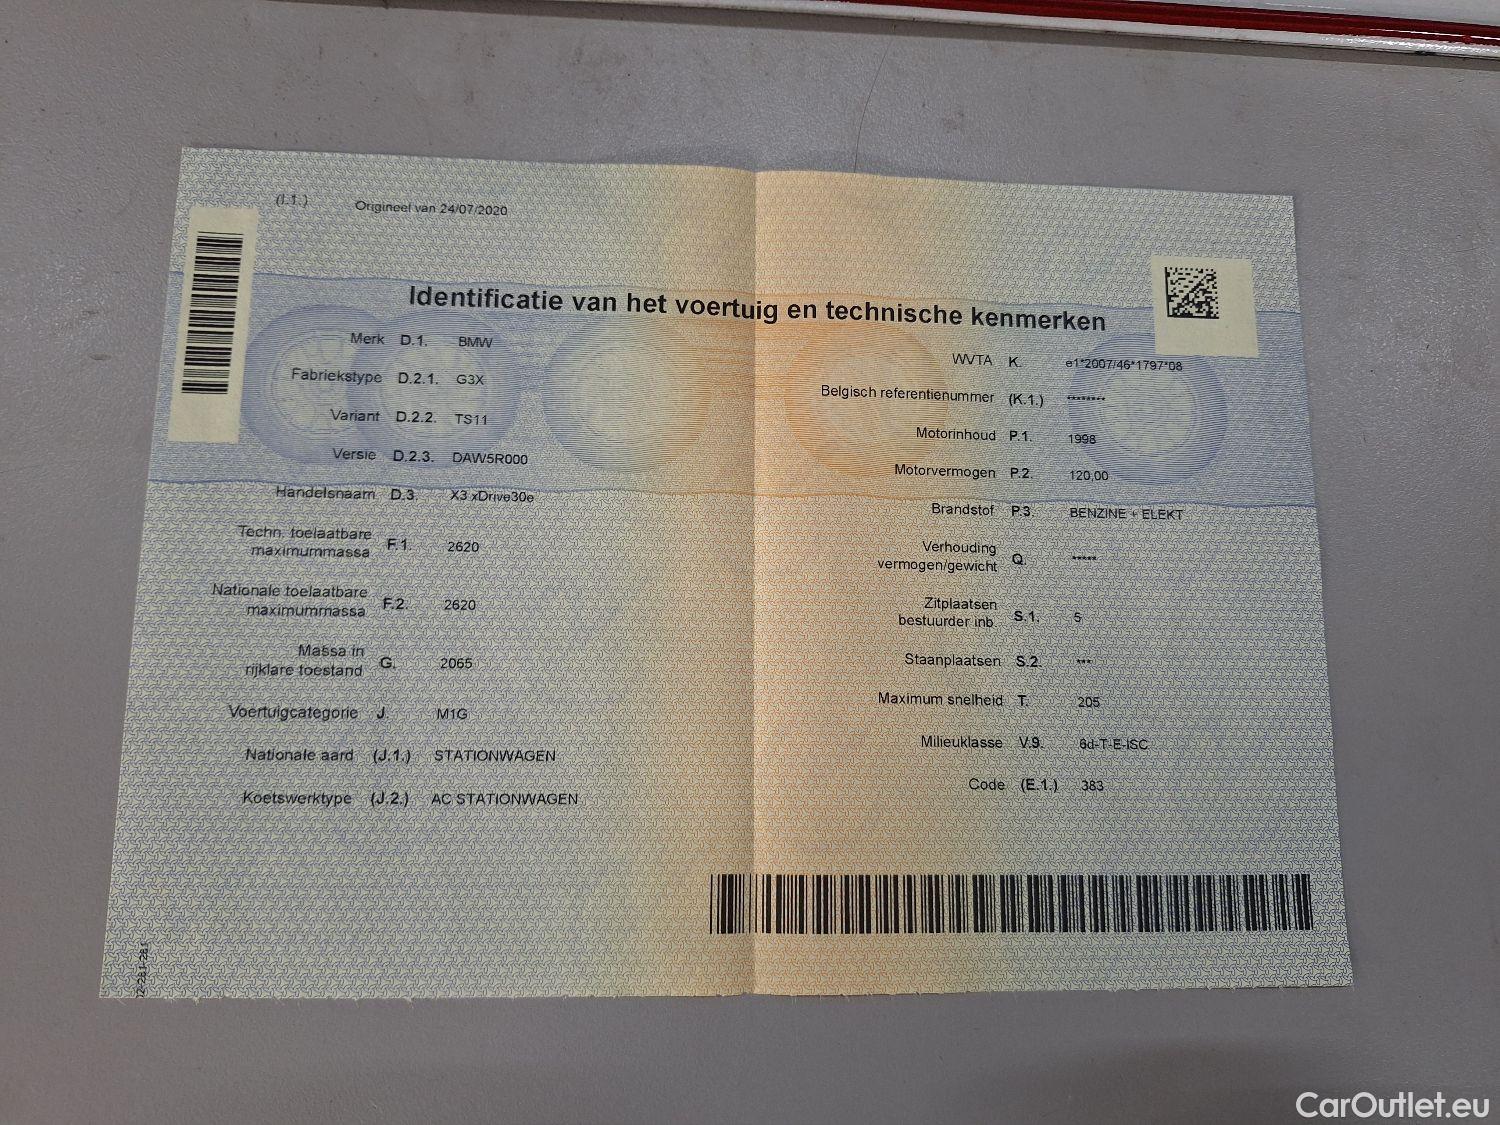 (I.1.) Origineel van 24/07/2020
Identificatie van het voertuig en technische kenmerken
Merk D.1. BMW
Fabriekstype D.2.1. G3X
Variant D.2.2. TS11
Versie D.2.3. DAW5R000
Handelsnaam D.3. X3 xDrive30e
Techn. toelaatbare
maximummassa F.1. 2620
Nationale toelaatbare
maximummassa F.2. 2620
Massa in
rijklare toestand G. 2065
Voertuigcategorie J. M1G
Nationale aard (J.1.) STATIONWAGEN
Koetswerktype (J.2.) AC STATIONWAGEN
WVTA K. e1*2007/46*1797*08
Belgisch referentienummer (K.1.) ********
Motorinhoud P.1. 1998
Motorvermogen P.2. 120,00
Brandstof P.3. BENZINE + ELEKT
Verhouding
vermogen/gewicht Q. *****
Zitplaatsen
bestuurder inb. S.1. 5
Staanplaatsen S.2. ***
Maximum snelheid T. 205
Milieuklasse V.9. 6d-T-E-ISC
Code (E.1.) 383
CarOutlet.eu